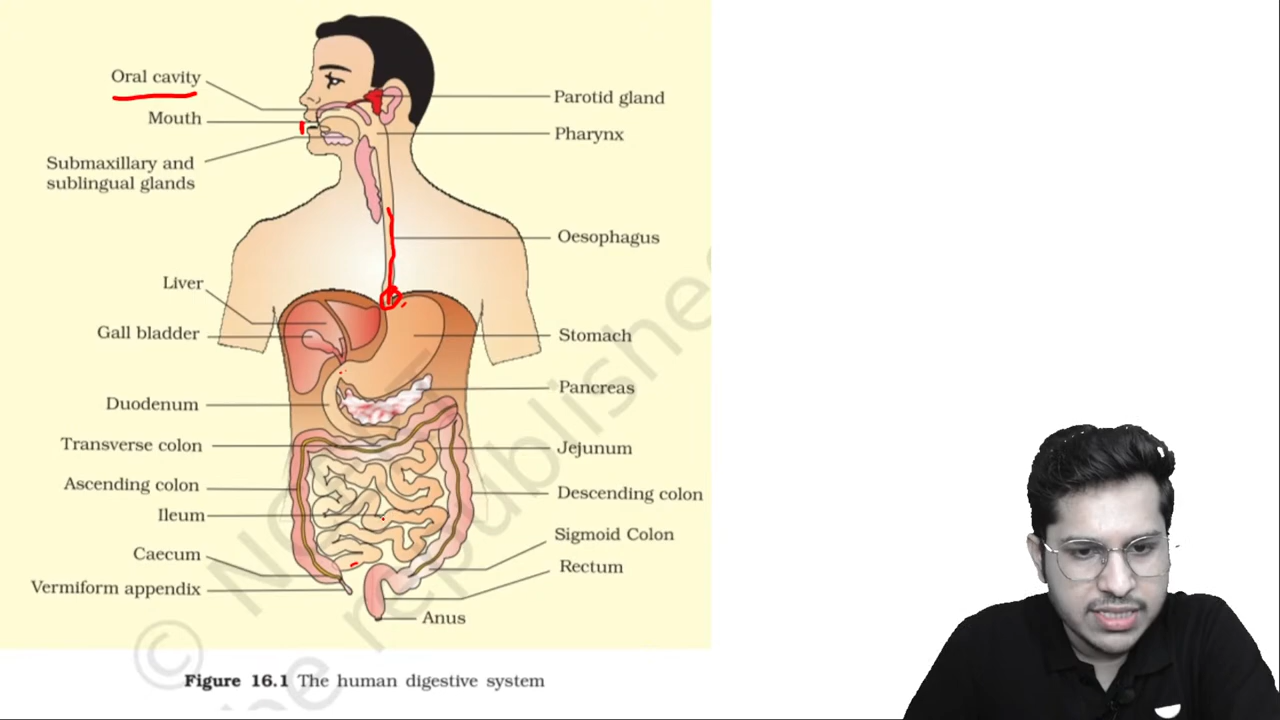 Oral cavity
Mouth
Submaxillary and
sublingual glands
Liver
Gall bladder
Duodenum
Transverse colon
Ascending colon
Ileum
Caecum
Vermiform appendix
Parotid gland
Pharynx
Oesophagus
Stomach
Pancreas
Jejunum
Descending colon
Sigmoid Colon
Rectum
Anus
Figure 16.1 The human digestive system